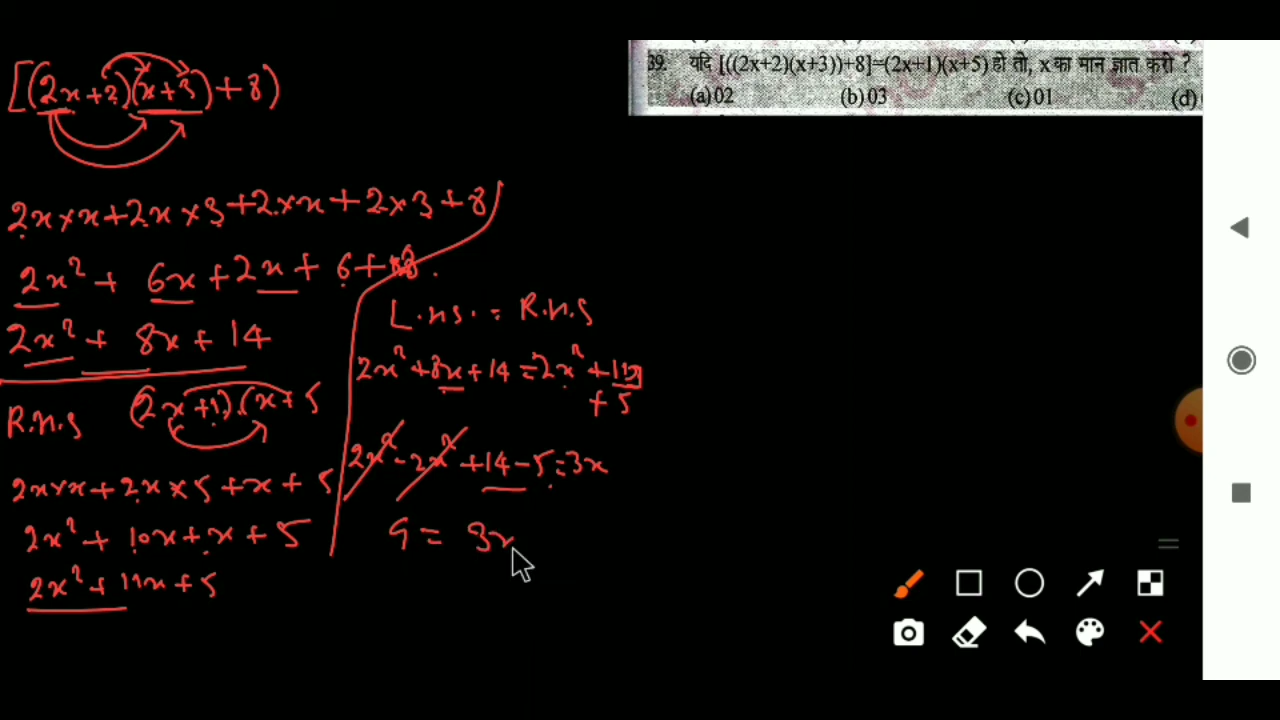 [(2x+2)(x+3)+8)
2x×x+2x×3+2×x+2×3+8
2x²+ 6x+2x+ 6+8.
2x²+ 8x+14
R.H.S (2x+1).(x+5
2x×x+2x×5+x+5
2x²+ 10x+x+5
2x²+11x+5
L.H.S. = R.H.S
2x²+8x+14=2x²+11x
+5
2x²-2x²+14-5=3x
9= 3x
39. यदि [((2x+2)(x+3))+8]=(2x+1)(x+5) हो तो, x का मान ज्ञात करो ?
(a) 02 (b) 03 (c) 01 (d)